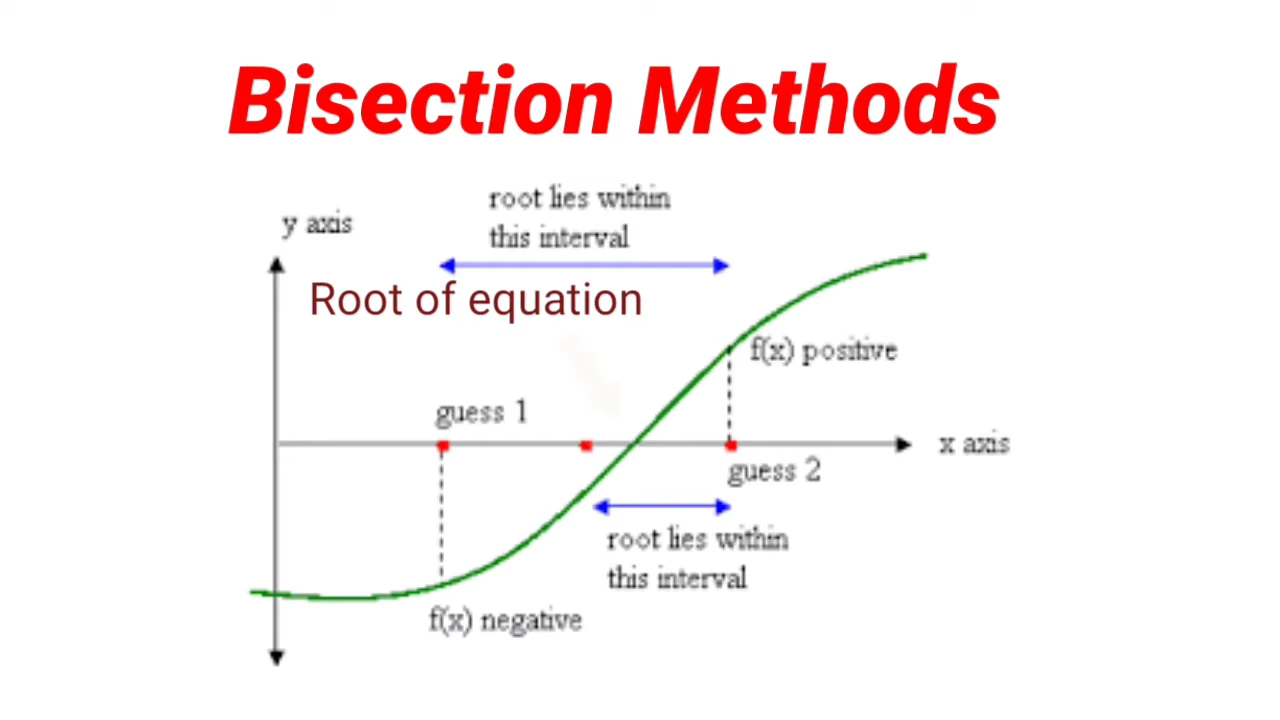 Bisection Methods
root lies within
this interval
y axis
Root of equation
f(x) positive
guess 1
x axis
guess 2
root lies within
this interval
f(x) negative